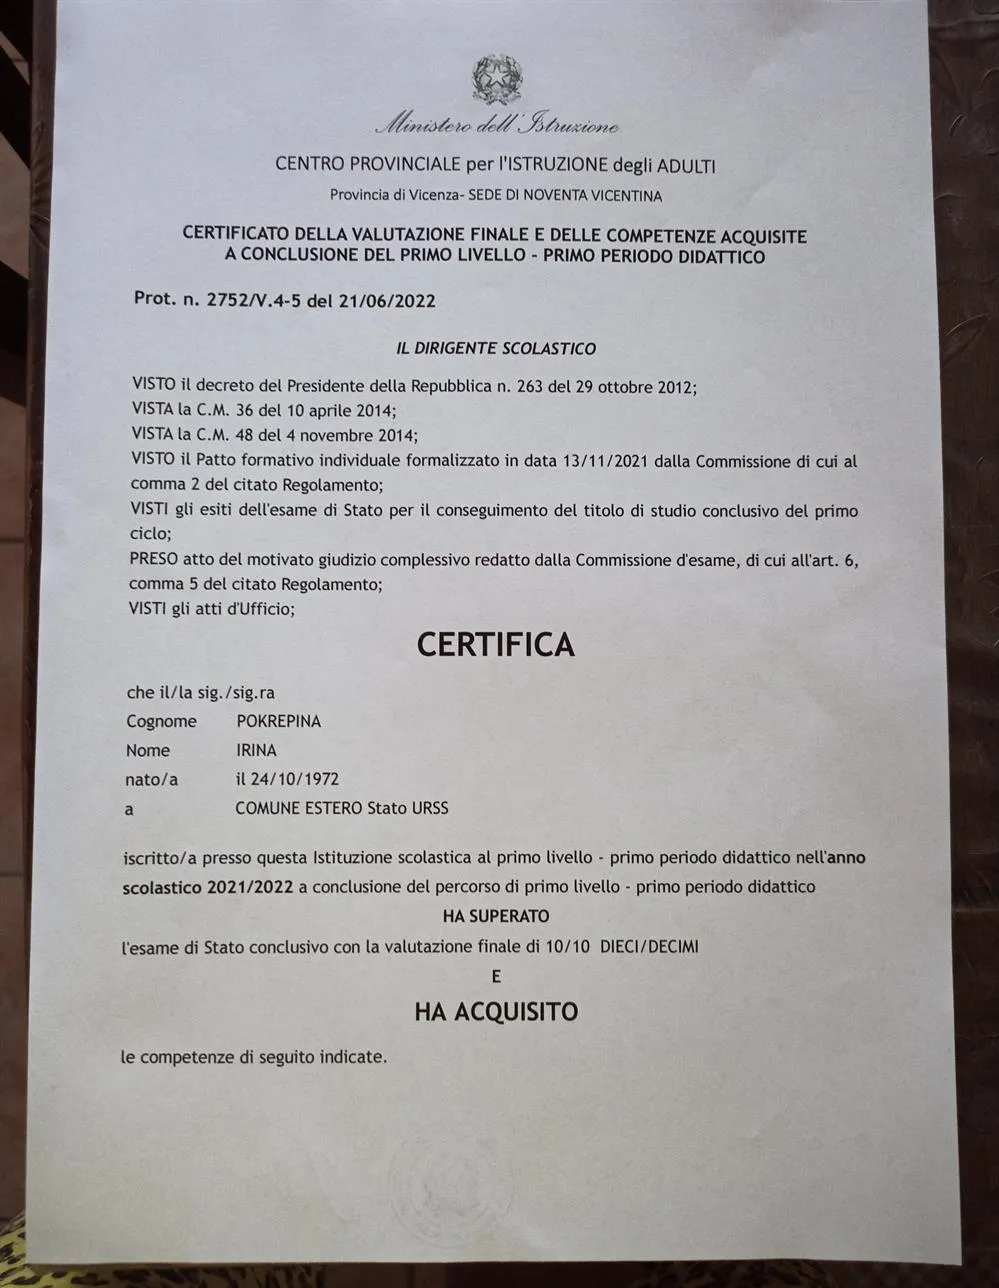 Ministero dell'Istruzione
CENTRO PROVINCIALE per l'ISTRUZIONE degli ADULTI
Provincia di Vicenza- SEDE DI NOVENTA VICENTINA
CERTIFICATO DELLA VALUTAZIONE FINALE E DELLE COMPETENZE ACQUISITE
A CONCLUSIONE DEL PRIMO LIVELLO - PRIMO PERIODO DIDATTICO
Prot. n. 2752/V.4-5 del 21/06/2022
IL DIRIGENTE SCOLASTICO
VISTO il decreto del Presidente della Repubblica n. 263 del 29 ottobre 2012;
VISTA la C.M. 36 del 10 aprile 2014;
VISTA la C.M. 48 del 4 novembre 2014;
VISTO il Patto formativo individuale formalizzato in data 13/11/2021 dalla Commissione di cui al
comma 2 del citato Regolamento;
VISTI gli esiti dell'esame di Stato per il conseguimento del titolo di studio conclusivo del primo
ciclo;
PRESO atto del motivato giudizio complessivo redatto dalla Commissione d'esame, di cui all'art. 6,
comma 5 del citato Regolamento;
VISTI gli atti d'Ufficio;
CERTIFICA
che il/la sig./sig.ra
Cognome POKREPINA
Nome IRINA
nato/a il 24/10/1972
a COMUNE ESTERO Stato URSS
iscritto/a presso questa Istituzione scolastica al primo livello - primo periodo didattico nell'anno
scolastico 2021/2022 a conclusione del percorso di primo livello - primo periodo didattico
HA SUPERATO
l'esame di Stato conclusivo con la valutazione finale di 10/10 DIECI/DECIMI
E
HA ACQUISITO
le competenze di seguito indicate.